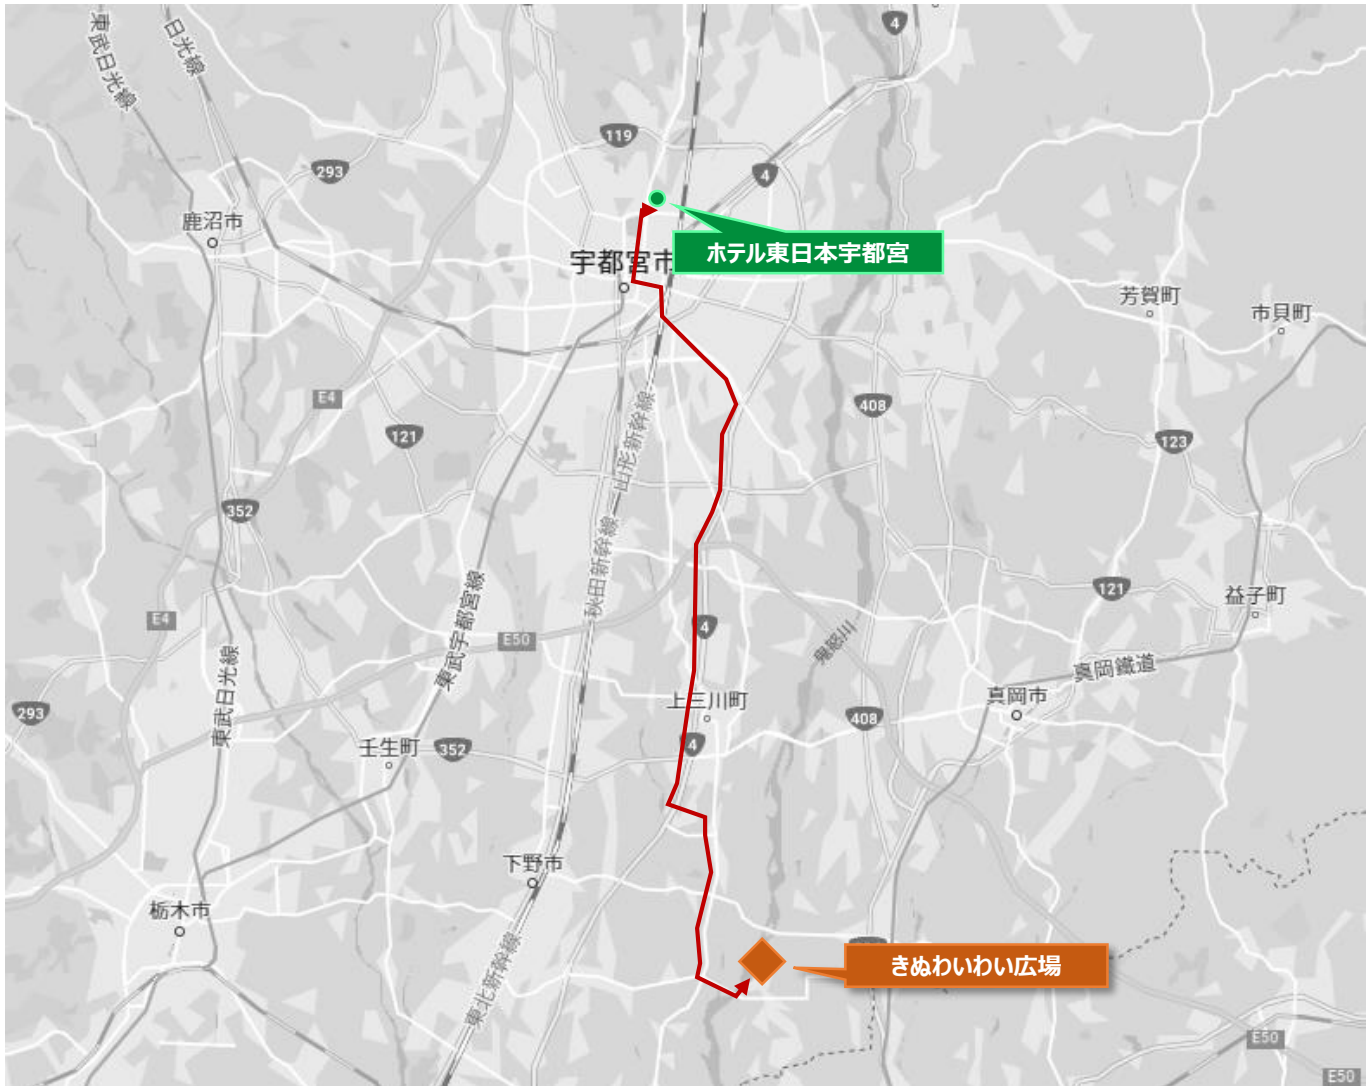 東武日光線
日光線
4
119
293
4
鹿沼市
ホテル東日本宇都宮
宇都宮市
芳賀町
市貝町
E4
408
121
山形新幹線
123
352
秋田新幹線
121
益子町
E4
東武宇都宮線
4
E50
鬼怒川
真岡鐵道
東武日光線
293
上三川町
真岡市
408
4
壬生町
352
下野市
栃木市
東北新幹線
きぬわいわい広場
E50
E50